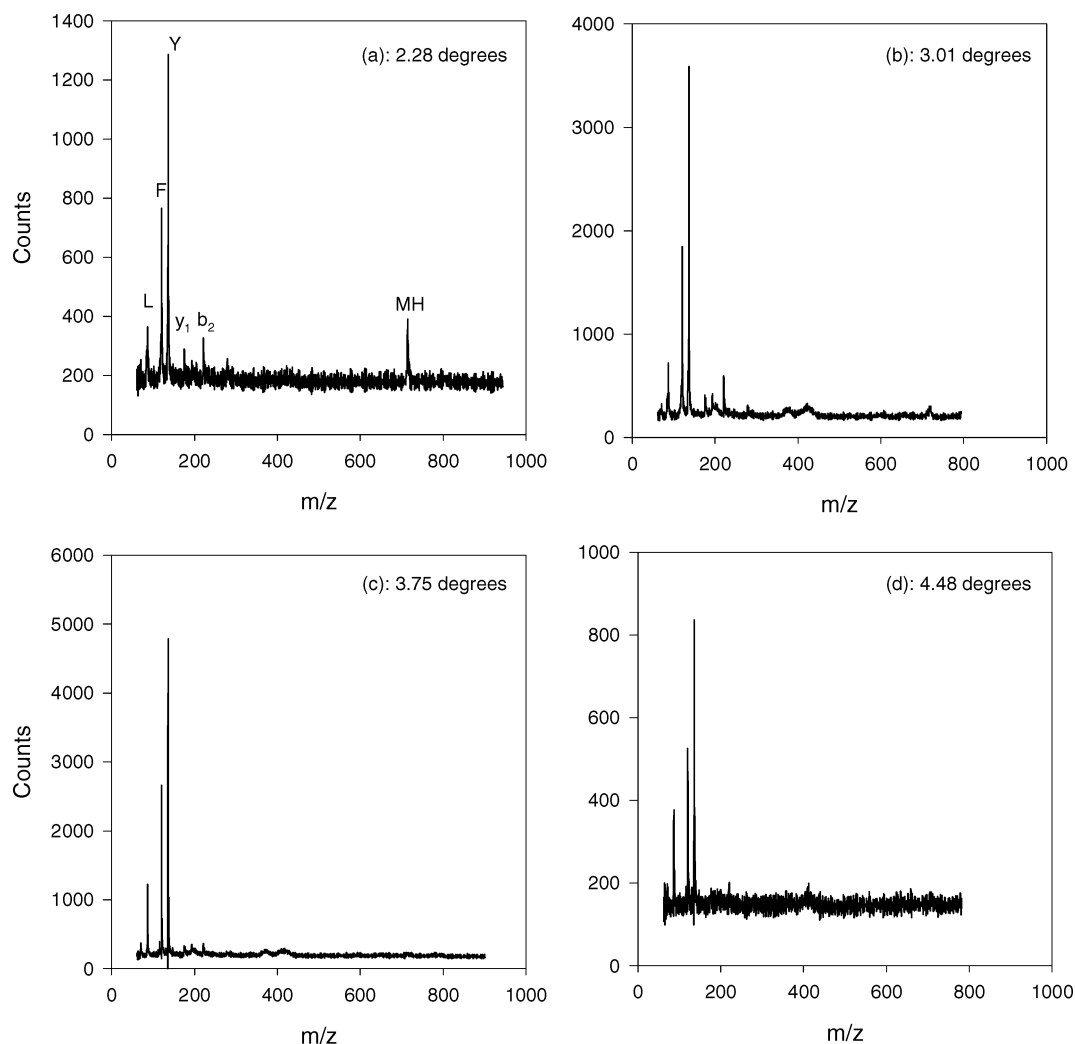 (a): 2.28 degrees
1400
1200
1000
800
600
400
200
0
Counts
Y
F
L
y1 b2
MH
0 200 400 600 800 1000
m/z
(b): 3.01 degrees
4000
3000
2000
1000
0
0 200 400 600 800 1000
m/z
(c): 3.75 degrees
6000
5000
4000
3000
2000
1000
0
Counts
0 200 400 600 800 1000
m/z
(d): 4.48 degrees
1000
800
600
400
200
0
0 200 400 600 800 1000
m/z